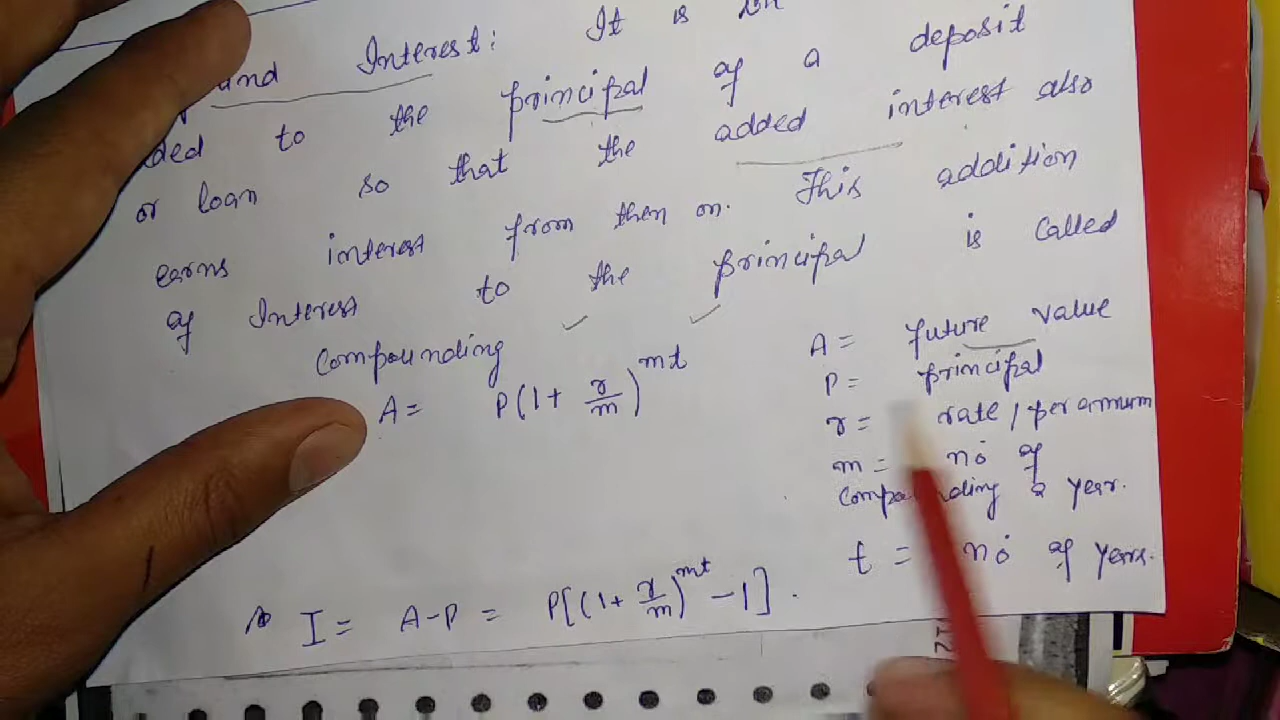 Interest: It is
to the principal of a deposit
or loan so that the added interest also
earns interest from then on. This addition
of Interest to the principal is called
Compounding
A= P(1+ r/m)^mt
A= future value
P= principal
r= rate/per annum
m= no of
Compounding a year.
t = no of years.
I= A-P = P[(1+ r/m)^mt -1].
12